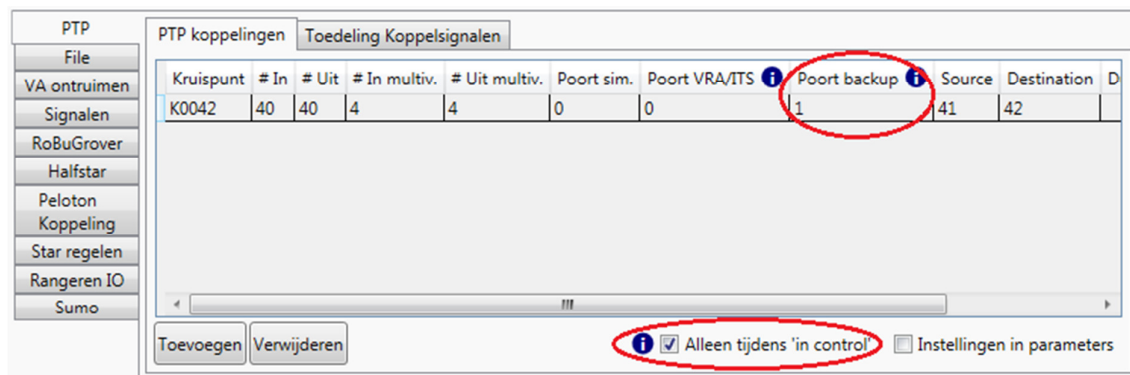 PTP
File
VA ontruimen
Signalen
RoBuGrover
Halfstar
Peloton
Koppeling
Star regelen
Rangeren IO
Sumo
PTP koppelingen Toedeling Koppelsignalen
Kruispunt # In # Uit # In multiv. # Uit multiv. Poort sim. Poort VRA/ITS i Poort backup i Source Destination D
K0042 40 40 4 4 0 0 1 41 42
Toevoegen Verwijderen i Alleen tijdens 'in control' Instellingen in parameters